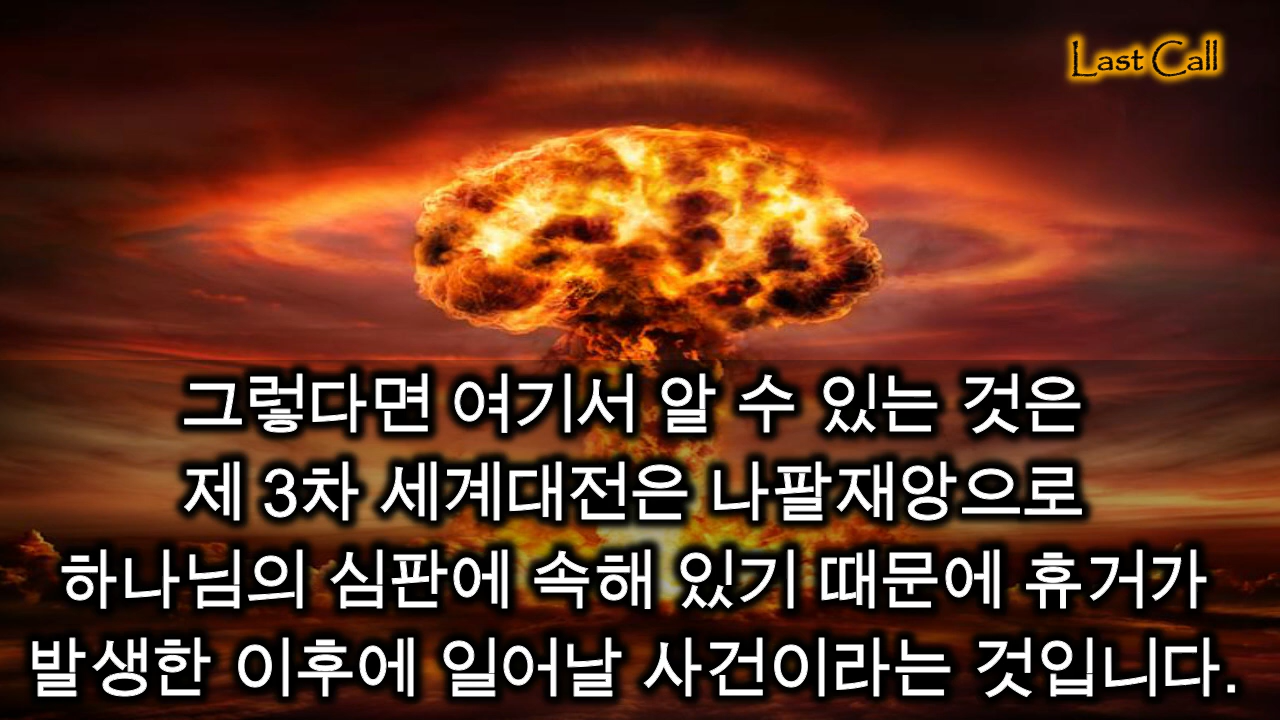 Last Call
그렇다면 여기서 알 수 있는 것은
제 3차 세계대전은 나팔재앙으로
하나님의 심판에 속해 있기 때문에 휴거가
발생한 이후에 일어날 사건이라는 것입니다.